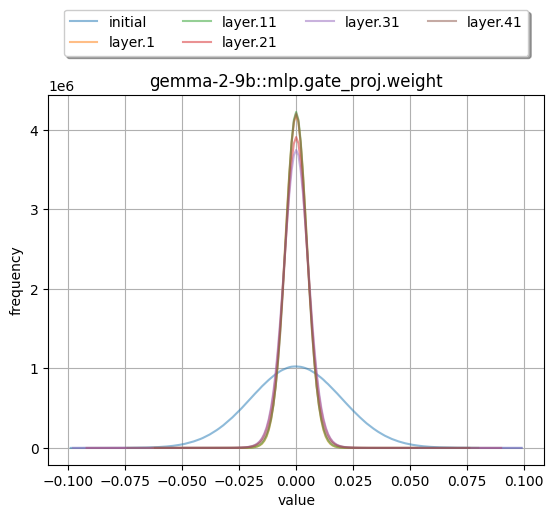 initial layer.11 layer.31 layer.41
layer.1 layer.21
gemma-2-9b::mlp.gate_proj.weight
1e6
4
3
2
1
0
frequency
−0.100 −0.075 −0.050 −0.025 0.000 0.025 0.050 0.075 0.100
value